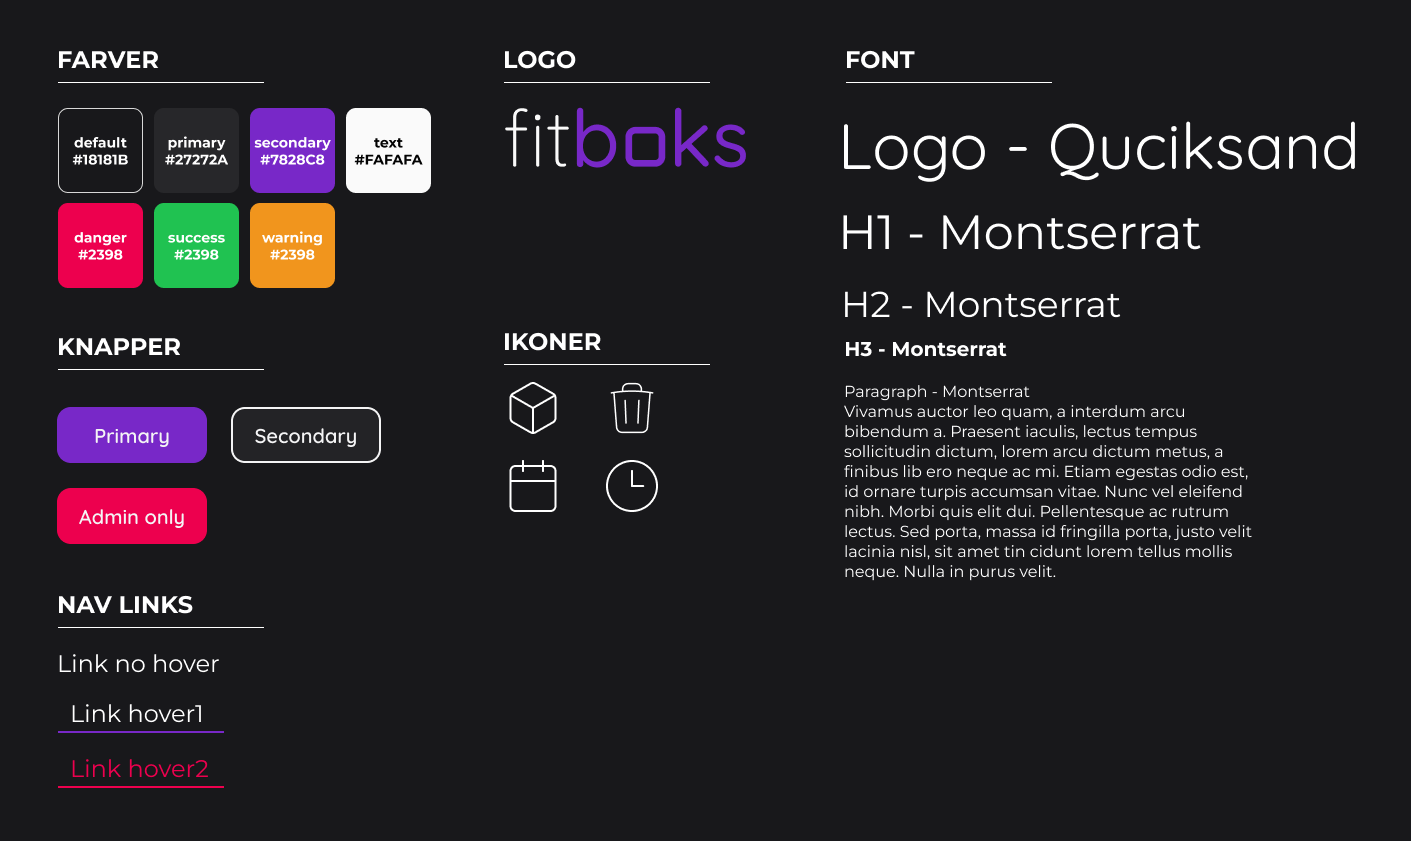 FARVER
default
#18181B
primary
#27272A
secondary
#7828C8
text
#FAFAFA
danger
#2398
success
#2398
warning
#2398
KNAPPER
Primary
Secondary
Admin only
NAV LINKS
Link no hover
Link hover1
Link hover2
LOGO
fitboks
IKONER
FONT
Logo - Quciksand
H1 - Montserrat
H2 - Montserrat
H3 - Montserrat
Paragraph - Montserrat
Vivamus auctor leo quam, a interdum arcu
bibendum a. Praesent iaculis, lectus tempus
sollicitudin dictum, lorem arcu dictum metus, a
finibus lib ero neque ac mi. Etiam egestas odio est,
id ornare turpis accumsan vitae. Nunc vel eleifend
nibh. Morbi quis elit dui. Pellentesque ac rutrum
lectus. Sed porta, massa id fringilla porta, justo velit
lacinia nisl, sit amet tin cidunt lorem tellus mollis
neque. Nulla in purus velit.